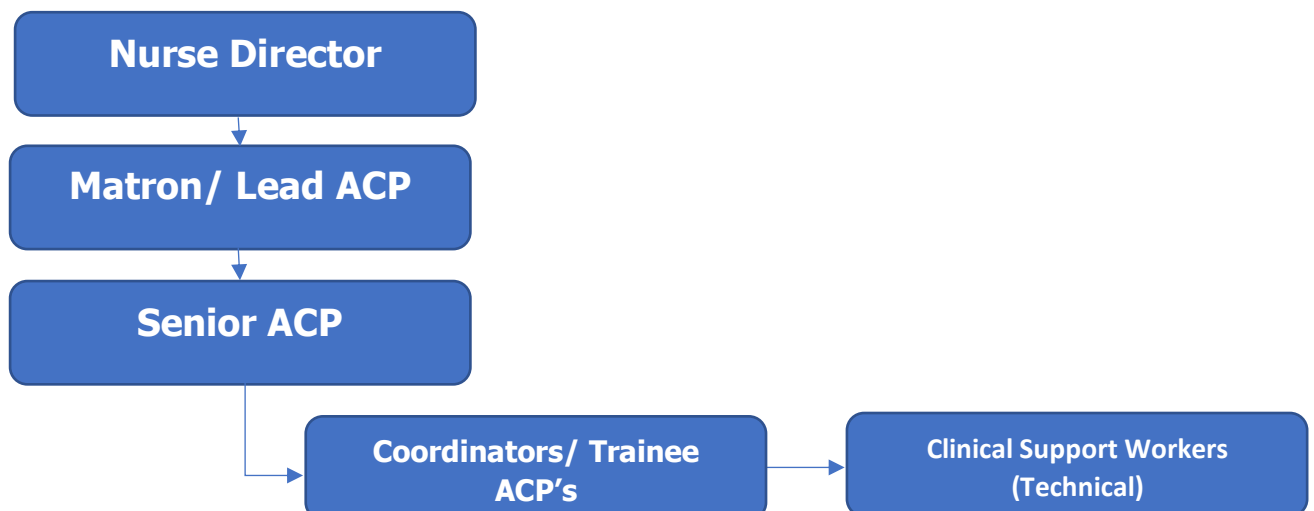 Nurse Director
Matron/ Lead ACP
Senior ACP
Coordinators/ Trainee
ACP's
Clinical Support Workers
(Technical)